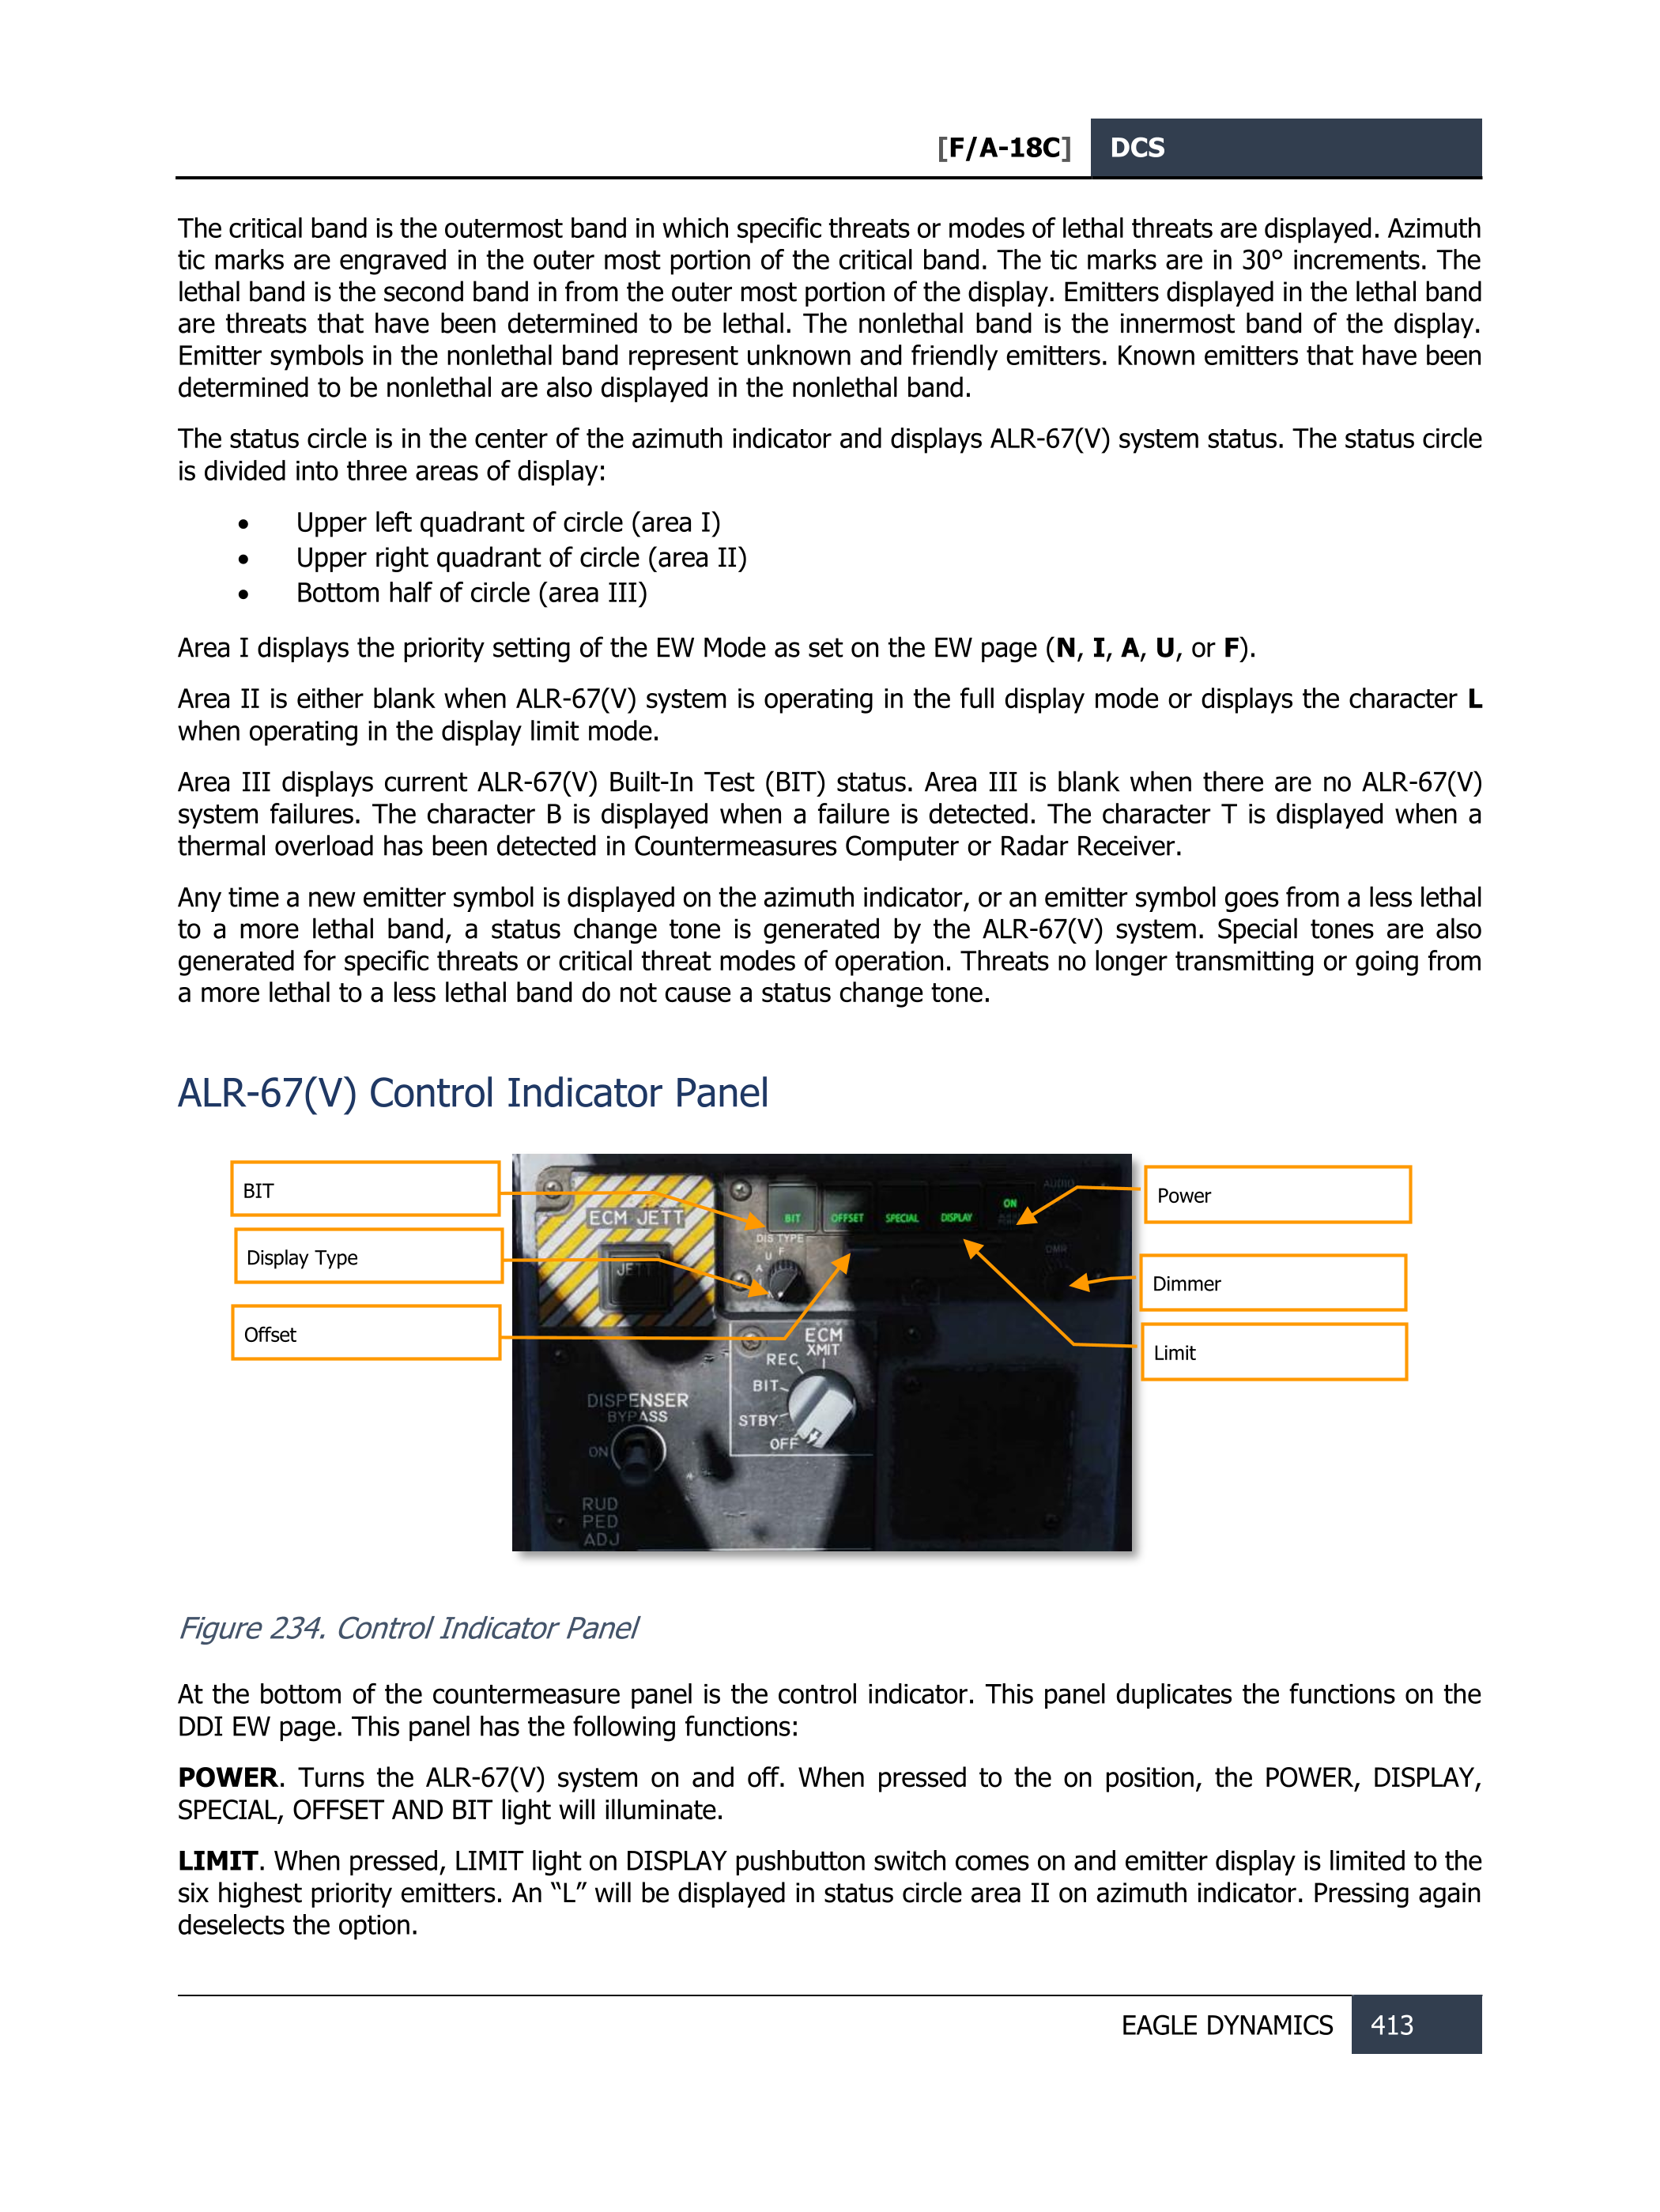 [F/A-18C] DCS
The critical band is the outermost band in which specific threats or modes of lethal threats are displayed. Azimuth
tic marks are engraved in the outer most portion of the critical band. The tic marks are in 30° increments. The
lethal band is the second band in from the outer most portion of the display. Emitters displayed in the lethal band
are threats that have been determined to be lethal. The nonlethal band is the innermost band of the display.
Emitter symbols in the nonlethal band represent unknown and friendly emitters. Known emitters that have been
determined to be nonlethal are also displayed in the nonlethal band.
The status circle is in the center of the azimuth indicator and displays ALR-67(V) system status. The status circle
is divided into three areas of display:
• Upper left quadrant of circle (area I)
• Upper right quadrant of circle (area II)
• Bottom half of circle (area III)
Area I displays the priority setting of the EW Mode as set on the EW page (N, I, A, U, or F).
Area II is either blank when ALR-67(V) system is operating in the full display mode or displays the character L
when operating in the display limit mode.
Area III displays current ALR-67(V) Built-In Test (BIT) status. Area III is blank when there are no ALR-67(V)
system failures. The character B is displayed when a failure is detected. The character T is displayed when a
thermal overload has been detected in Countermeasures Computer or Radar Receiver.
Any time a new emitter symbol is displayed on the azimuth indicator, or an emitter symbol goes from a less lethal
to a more lethal band, a status change tone is generated by the ALR-67(V) system. Special tones are also
generated for specific threats or critical threat modes of operation. Threats no longer transmitting or going from
a more lethal to a less lethal band do not cause a status change tone.
ALR-67(V) Control Indicator Panel
BIT
Display Type
Offset
ECM JETT
JETT
BIT OFFSET SPECIAL DISPLAY ON
AUDIO
DIS TYPE
F
U
A
N
DMR
ECM
XMIT
REC
BIT
STBY
OFF
DISPENSER
BYPASS
ON
RUD
PED
ADJ
Power
Dimmer
Limit
Figure 234. Control Indicator Panel
At the bottom of the countermeasure panel is the control indicator. This panel duplicates the functions on the
DDI EW page. This panel has the following functions:
POWER. Turns the ALR-67(V) system on and off. When pressed to the on position, the POWER, DISPLAY,
SPECIAL, OFFSET AND BIT light will illuminate.
LIMIT. When pressed, LIMIT light on DISPLAY pushbutton switch comes on and emitter display is limited to the
six highest priority emitters. An “L” will be displayed in status circle area II on azimuth indicator. Pressing again
deselects the option.
EAGLE DYNAMICS 413